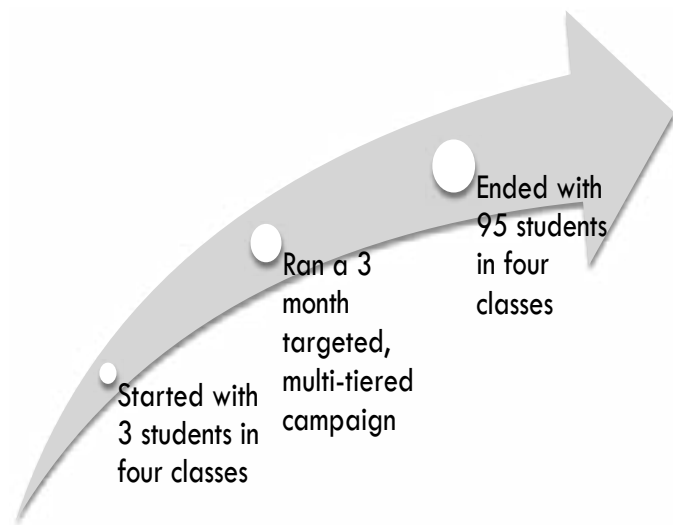 Started with
3 students in
four classes
Ran a 3
month
targeted,
multi-tiered
campaign
Ended with
95 students
in four
classes